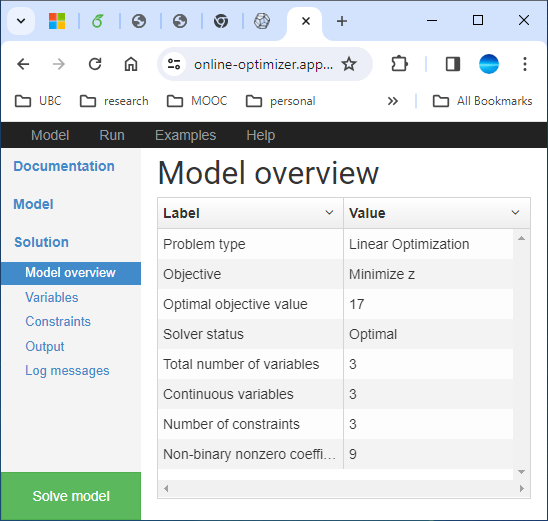 online-optimizer.app...
UBC research MOOC personal » All Bookmarks
Model Run Examples Help
Documentation
Model
Solution
Model overview
Variables
Constraints
Output
Log messages
Solve model
Model overview
Label Value
Problem type Linear Optimization
Objective Minimize z
Optimal objective value 17
Solver status Optimal
Total number of variables 3
Continuous variables 3
Number of constraints 3
Non-binary nonzero coeffi... 9